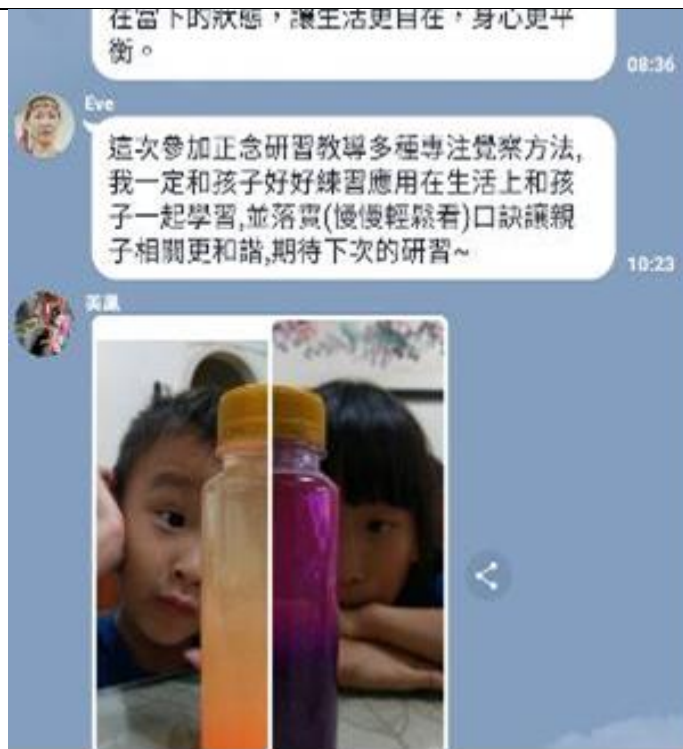 在當下的狀態，讓生活更自在，身心更平
衡。
08:36
Eve
這次參加正念研習教導多種專注覺察方法,
我一定和孩子好好練習應用在生活上和孩
子一起學習,並落實(慢慢輕鬆看)口訣讓親
子相關更和諧,期待下次的研習~
10:23
美鳳